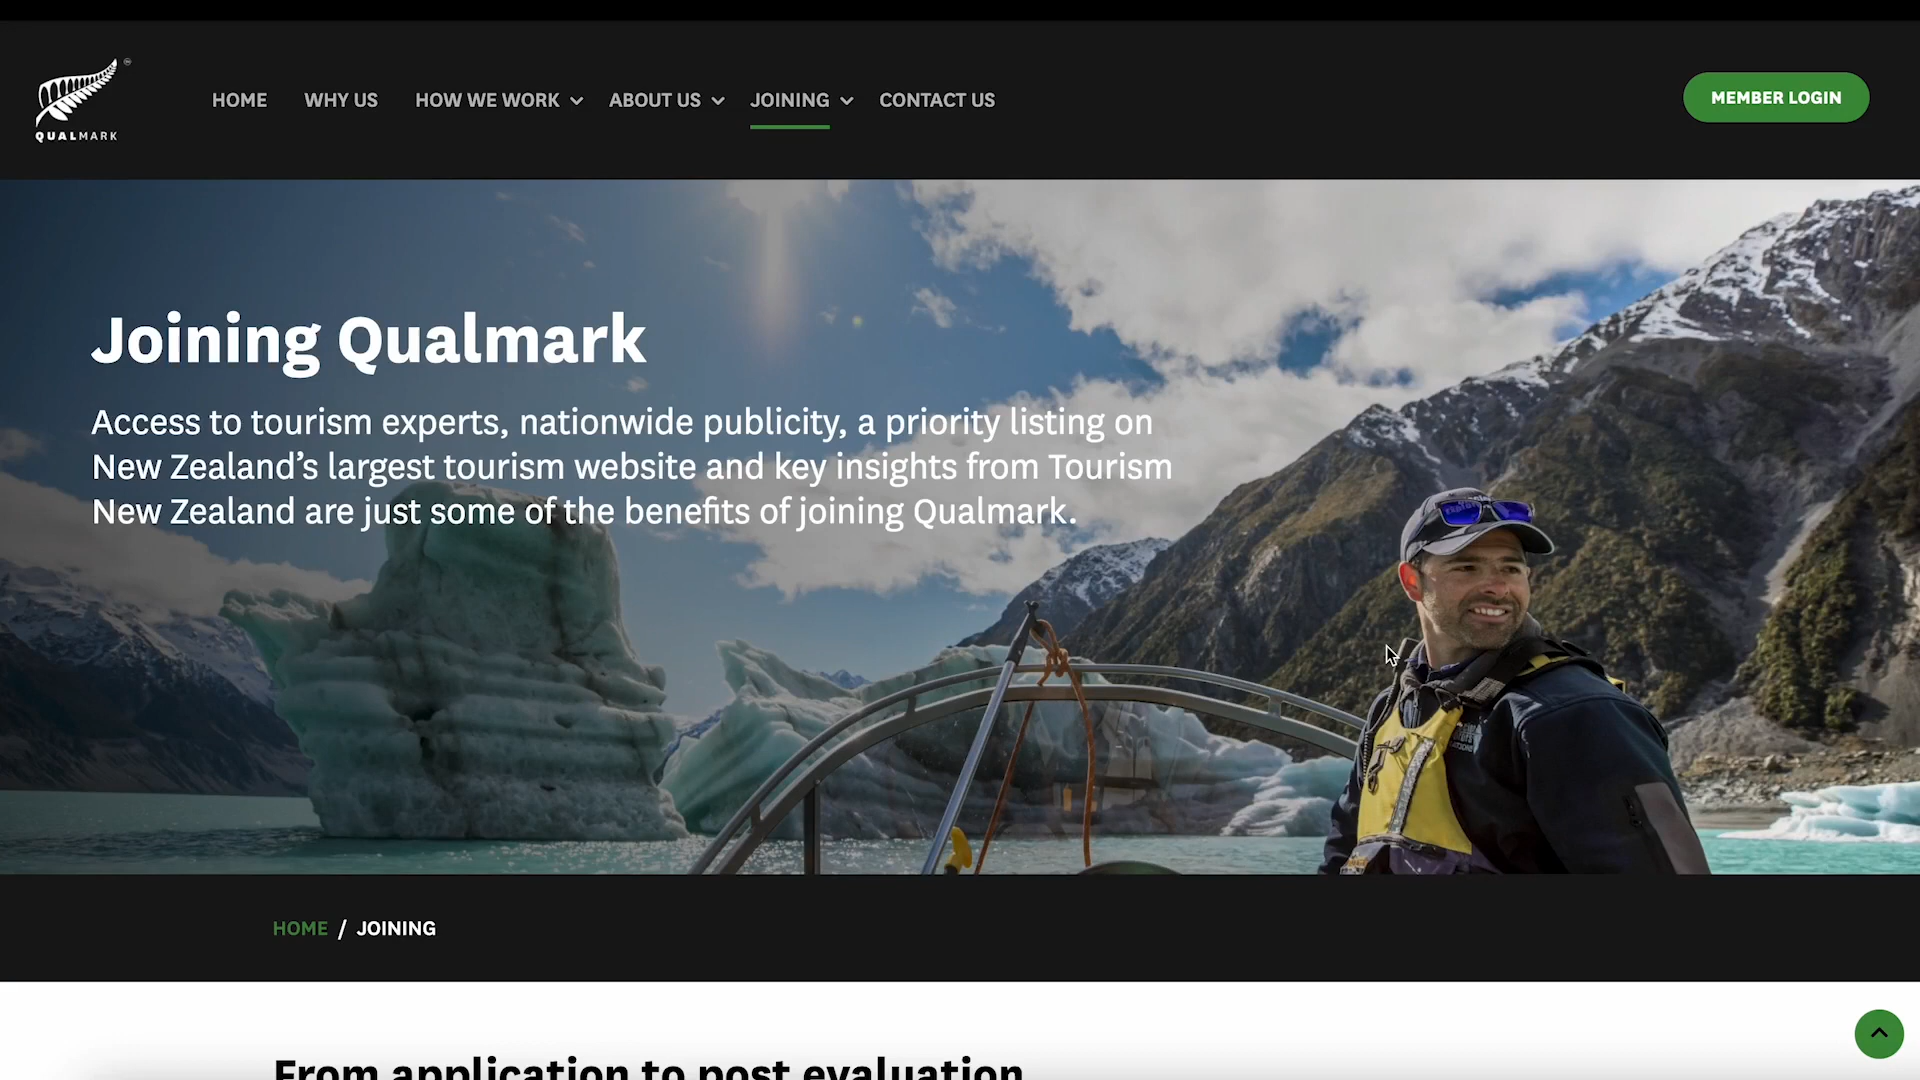 QUALMARK
HOME
WHY US
HOW WE WORK
ABOUT US
JOINING
CONTACT US
MEMBER LOGIN
Joining Qualmark
Access to tourism experts, nationwide publicity, a priority listing on
New Zealand’s largest tourism website and key insights from Tourism
New Zealand are just some of the benefits of joining Qualmark.
HOME / JOINING
From application to post evaluation